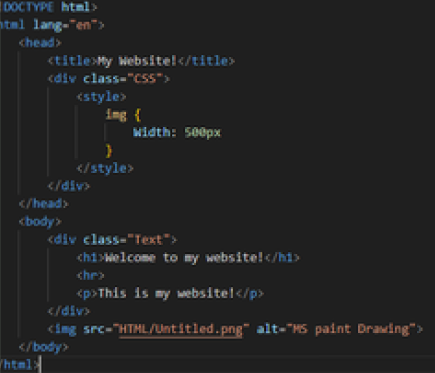 !DOCTYPE html>
html lang="en">
<head>
<title>My Website!</title>
<div class="CSS">
<style>
img {
Width: 500px
}
</style>
</div>
</head>
<body>
<div class="Text">
<h1>Welcome to my website!</h1>
<hr>
<p>This is my website!</p>
</div>
<img src="HTML/Untitled.png" alt="MS paint Drawing">
</body>
/html>